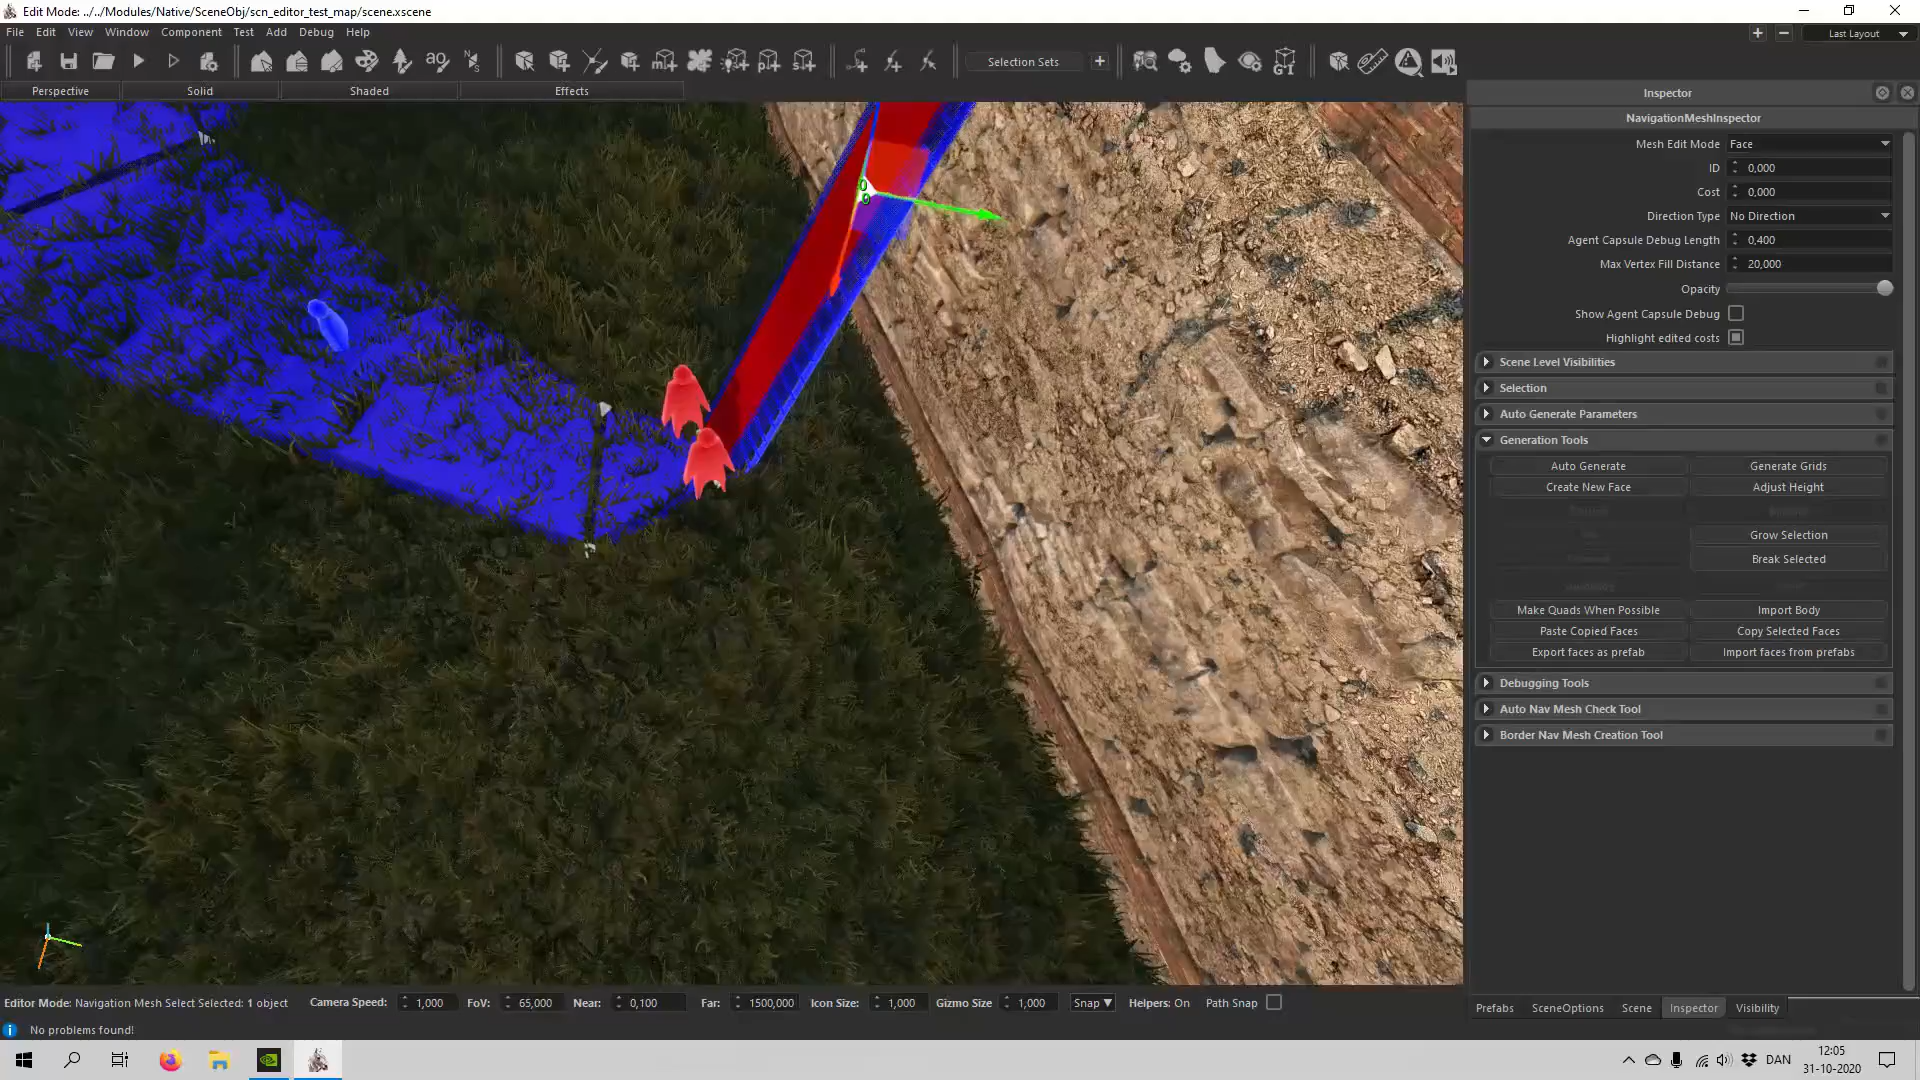 Edit Mode: ../../Modules/Native/SceneObj/scn_editor_test_map/scene.xscene
File Edit View Window Component Test Add Debug Help
Last Layout
Selection Sets
Perspective Solid Shaded Effects
Inspector
NavigationMeshInspector
Mesh Edit Mode Face
ID 0,000
Cost 0,000
Direction Type No Direction
Agent Capsule Debug Length 0,400
Max Vertex Fill Distance 20,000
Opacity
Show Agent Capsule Debug
Highlight edited costs
Scene Level Visibilities
Selection
Auto Generate Parameters
Generation Tools
Auto Generate Generate Grids
Create New Face Adjust Height
Grow Selection
Break Selected
Make Quads When Possible Import Body
Paste Copied Faces Copy Selected Faces
Export faces as prefab Import faces from prefabs
Debugging Tools
Auto Nav Mesh Check Tool
Border Nav Mesh Creation Tool
0
0
Editor Mode: Navigation Mesh Select Selected: 1 object Camera Speed: 1,000 FoV: 65,000 Near: 0,100 Far: 1500,000 Icon Size: 1,000 Gizmo Size 1,000 Snap Helpers: On Path Snap
Prefabs SceneOptions Scene Inspector Visibility
No problems found!
DAN
12:05
31-10-2020